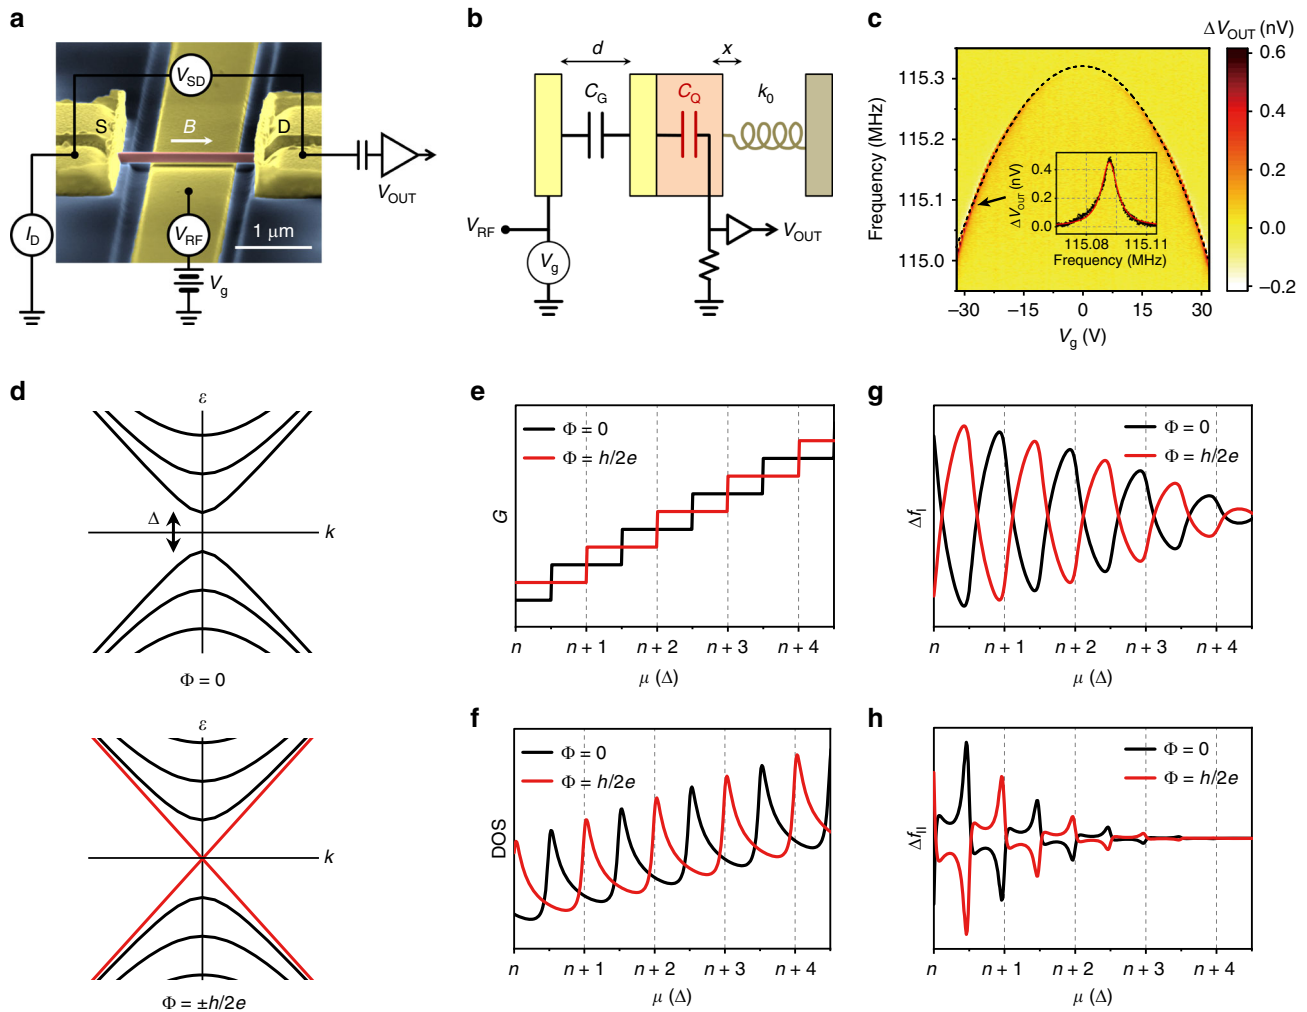 a
V_SD
S
D
B
V_OUT
I_D
V_RF
1 μm
V_g
b
d
x
C_G
C_Q
k_0
V_RF
V_OUT
V_g
c
ΔV_OUT (nV)
0.6
0.4
0.2
0.0
−0.2
Frequency (MHz)
115.3
115.2
115.1
115.0
ΔV_OUT (nV)
0.4
0.2
0.0
115.08 115.11
Frequency (MHz)
−30 −15 0 15 30
V_g (V)
d
ε
Δ
k
Φ = 0
ε
k
Φ = ±h/2e
e
Φ = 0
Φ = h/2e
G
n n + 1 n + 2 n + 3 n + 4
μ (Δ)
f
Φ = 0
Φ = h/2e
DOS
n n + 1 n + 2 n + 3 n + 4
μ (Δ)
g
Φ = 0
Φ = h/2e
Δf_I
n n + 1 n + 2 n + 3 n + 4
μ (Δ)
h
Φ = 0
Φ = h/2e
Δf_II
n n + 1 n + 2 n + 3 n + 4
μ (Δ)